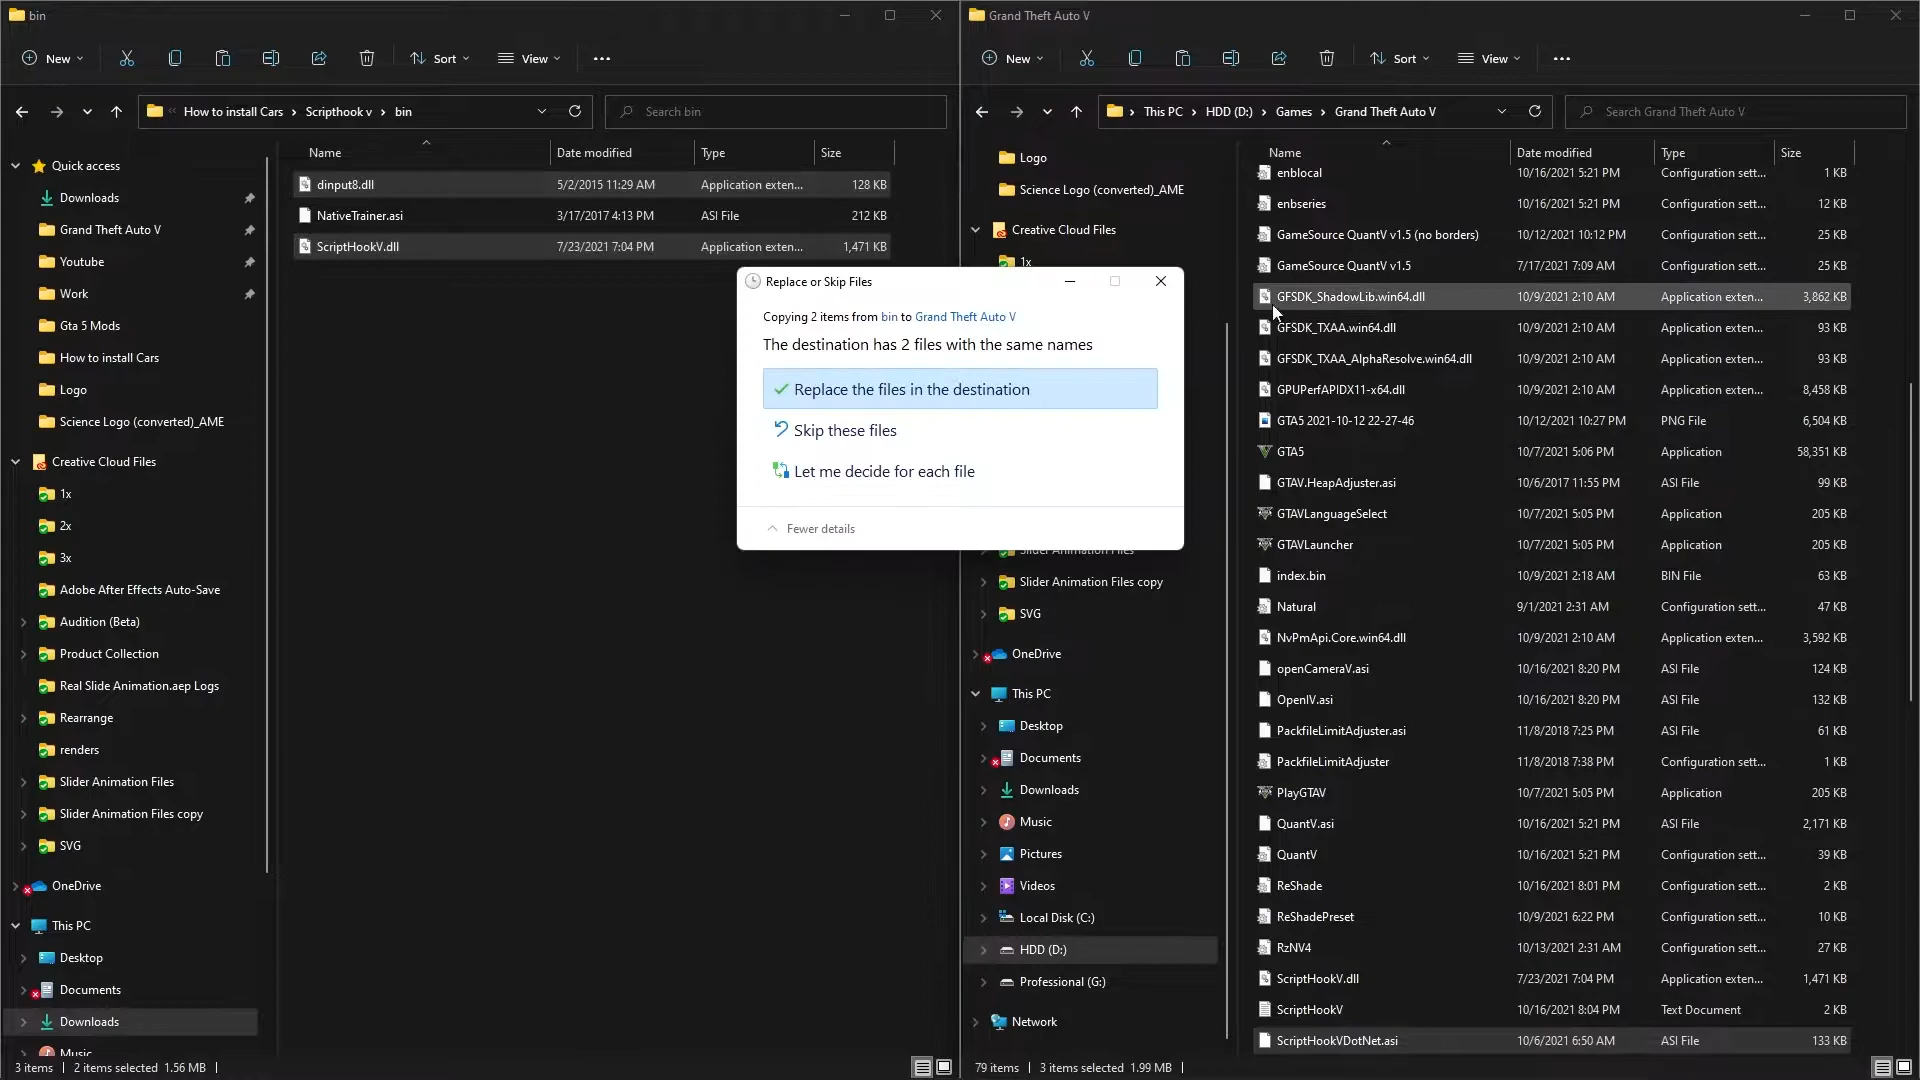 bin
New
Sort
View
How to install Cars > Scripthook v > bin
Search bin
Name
Date modified
Type
Size
Quick access
Downloads
Grand Theft Auto V
Youtube
Work
Gta 5 Mods
How to install Cars
Logo
Science Logo (converted)_AME
Creative Cloud Files
1x
2x
3x
Adobe After Effects Auto-Save
Audition (Beta)
Product Collection
Real Slide Animation.aep Logs
Rearrange
renders
Slider Animation Files
Slider Animation Files copy
SVG
OneDrive
This PC
Desktop
Documents
Downloads
Music
dinput8.dll 5/2/2015 11:29 AM Application exten... 128 KB
NativeTrainer.asi 3/17/2017 4:13 PM ASI File 212 KB
ScriptHookV.dll 7/23/2021 7:04 PM Application exten... 1,471 KB
3 items | 2 items selected 1.56 MB |
Replace or Skip Files
Copying 2 items from bin to Grand Theft Auto V
The destination has 2 files with the same names
Replace the files in the destination
Skip these files
Let me decide for each file
Fewer details
Grand Theft Auto V
New
Sort
View
This PC > HDD (D:) > Games > Grand Theft Auto V
Search Grand Theft Auto V
Logo
Science Logo (converted)_AME
Creative Cloud Files
1x
Slider Animation Files
Slider Animation Files copy
SVG
OneDrive
This PC
Desktop
Documents
Downloads
Music
Pictures
Videos
Local Disk (C:)
HDD (D:)
Professional (G:)
Network
Name
Date modified
Type
Size
enblocal 10/16/2021 5:21 PM Configuration sett... 1 KB
enbseries 10/16/2021 5:21 PM Configuration sett... 12 KB
GameSource QuantV v1.5 (no borders) 10/12/2021 10:12 PM Configuration sett... 25 KB
GameSource QuantV v1.5 7/17/2021 7:09 AM Configuration sett... 25 KB
GFSDK_ShadowLib.win64.dll 10/9/2021 2:10 AM Application exten... 3,862 KB
GFSDK_TXAA.win64.dll 10/9/2021 2:10 AM Application exten... 93 KB
GFSDK_TXAA_AlphaResolve.win64.dll 10/9/2021 2:10 AM Application exten... 93 KB
GPUPerfAPIDX11-x64.dll 10/9/2021 2:10 AM Application exten... 8,458 KB
GTA5 2021-10-12 22-27-46 10/12/2021 10:27 PM PNG File 6,504 KB
GTA5 10/7/2021 5:06 PM Application 58,351 KB
GTAV.HeapAdjuster.asi 10/6/2017 11:55 PM ASI File 99 KB
GTAVLanguageSelect 10/7/2021 5:05 PM Application 205 KB
GTAVLauncher 10/7/2021 5:05 PM Application 205 KB
index.bin 10/9/2021 2:18 AM BIN File 63 KB
Natural 9/1/2021 2:31 AM Configuration sett... 47 KB
NvPmApi.Core.win64.dll 10/9/2021 2:10 AM Application exten... 3,592 KB
openCameraV.asi 10/16/2021 8:20 PM ASI File 124 KB
OpenIV.asi 10/16/2021 8:20 PM ASI File 132 KB
PackfileLimitAdjuster.asi 11/8/2018 7:25 PM ASI File 61 KB
PackfileLimitAdjuster 11/8/2018 7:38 PM Configuration sett... 1 KB
PlayGTAV 10/7/2021 5:05 PM Application 205 KB
QuantV.asi 10/16/2021 5:21 PM ASI File 2,171 KB
QuantV 10/16/2021 5:21 PM Configuration sett... 39 KB
ReShade 10/16/2021 8:01 PM Configuration sett... 2 KB
ReShadePreset 10/9/2021 6:22 PM Configuration sett... 10 KB
RzNV4 10/13/2021 2:31 AM Configuration sett... 27 KB
ScriptHookV.dll 7/23/2021 7:04 PM Application exten... 1,471 KB
ScriptHookV 10/16/2021 8:04 PM Text Document 2 KB
ScriptHookVDotNet.asi 10/6/2021 6:50 AM ASI File 133 KB
79 items | 3 items selected 1.99 MB |